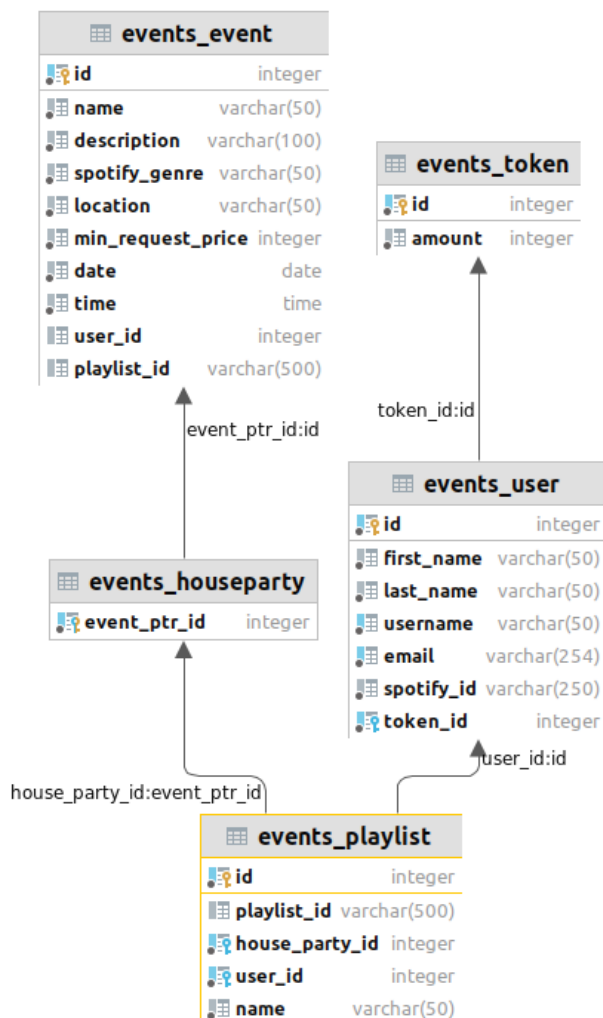 events_event
id integer
name varchar(50)
description varchar(100)
spotify_genre varchar(50)
location varchar(50)
min_request_price integer
date date
time time
user_id integer
playlist_id varchar(500)
events_token
id integer
amount integer
event_ptr_id:id
token_id:id
events_user
id integer
first_name varchar(50)
last_name varchar(50)
username varchar(50)
email varchar(254)
spotify_id varchar(250)
token_id integer
events_houseparty
event_ptr_id integer
user_id:id
house_party_id:event_ptr_id
events_playlist
id integer
playlist_id varchar(500)
house_party_id integer
user_id integer
name varchar(50)